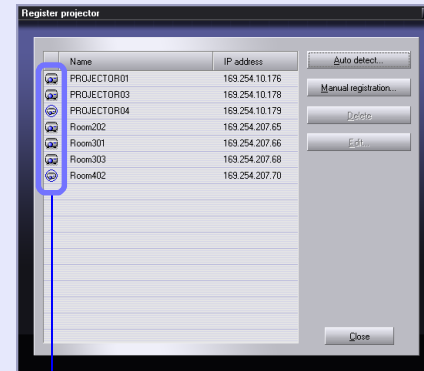 Register projector
Name IP address
PROJECTOR01 169.254.10.176
PROJECTOR03 169.254.10.178
PROJECTOR04 169.254.10.179
Room202 169.254.207.65
Room301 169.254.207.66
Room303 169.254.207.68
Room402 169.254.207.70
Auto detect...
Manual registration...
Delete
Edit...
Close